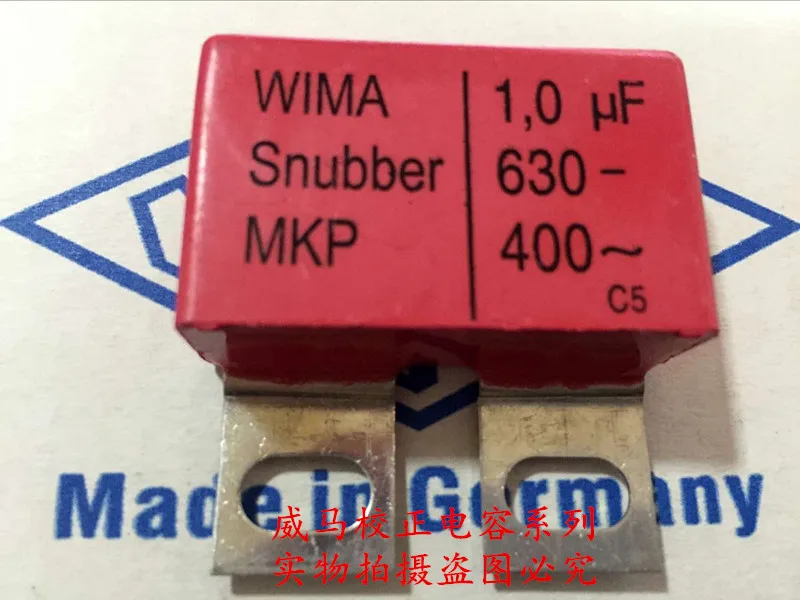 WIMA
Snubber
MKP
1,0 µF
630 –
400 ~
C5
Made in Germany
威马校正电容系列
实物拍摄盗图必究